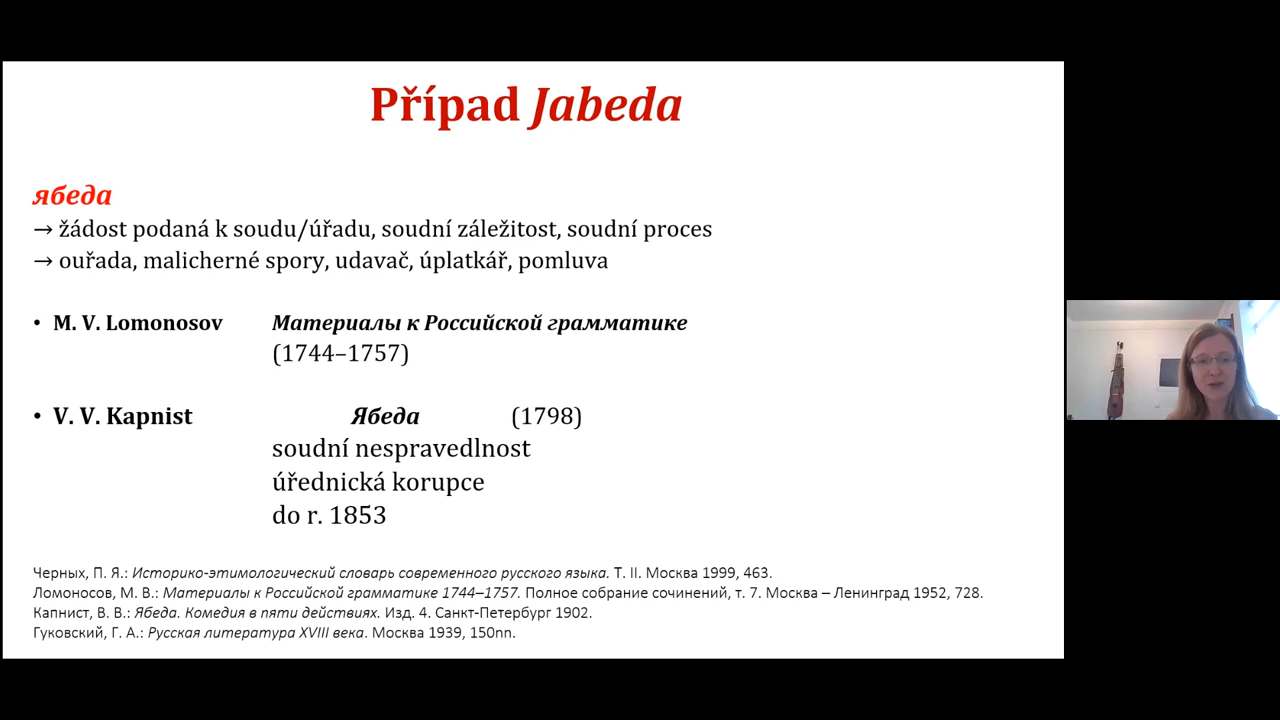 Případ Jabeda
ябеда
→ žádost podaná k soudu/úřadu, soudní záležitost, soudní proces
→ ouřada, malicherné spory, udavač, úplatkář, pomluva
• M. V. Lomonosov Материалы к Российской грамматике
(1744–1757)
• V. V. Kapnist Ябеда (1798)
soudní nespravedlnost
úřednická korupce
do r. 1853
Черных, П. Я.: Историко-этимологический словарь современного русского языка. Т. II. Москва 1999, 463.
Ломоносов, М. В.: Материалы к Российской грамматике 1744–1757. Полное собрание сочинений, т. 7. Москва – Ленинград 1952, 728.
Капнист, В. В.: Ябеда. Комедия в пяти действиях. Изд. 4. Санкт-Петербург 1902.
Гуковский, Г. А.: Русская литература XVIII века. Москва 1939, 150nn.